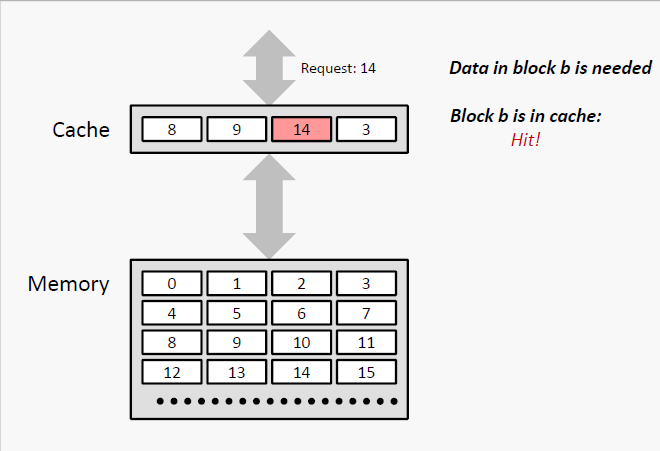 Request: 14
Data in block b is needed
Block b is in cache:
Hit!
Cache
8 9 14 3
Memory
0 1 2 3
4 5 6 7
8 9 10 11
12 13 14 15